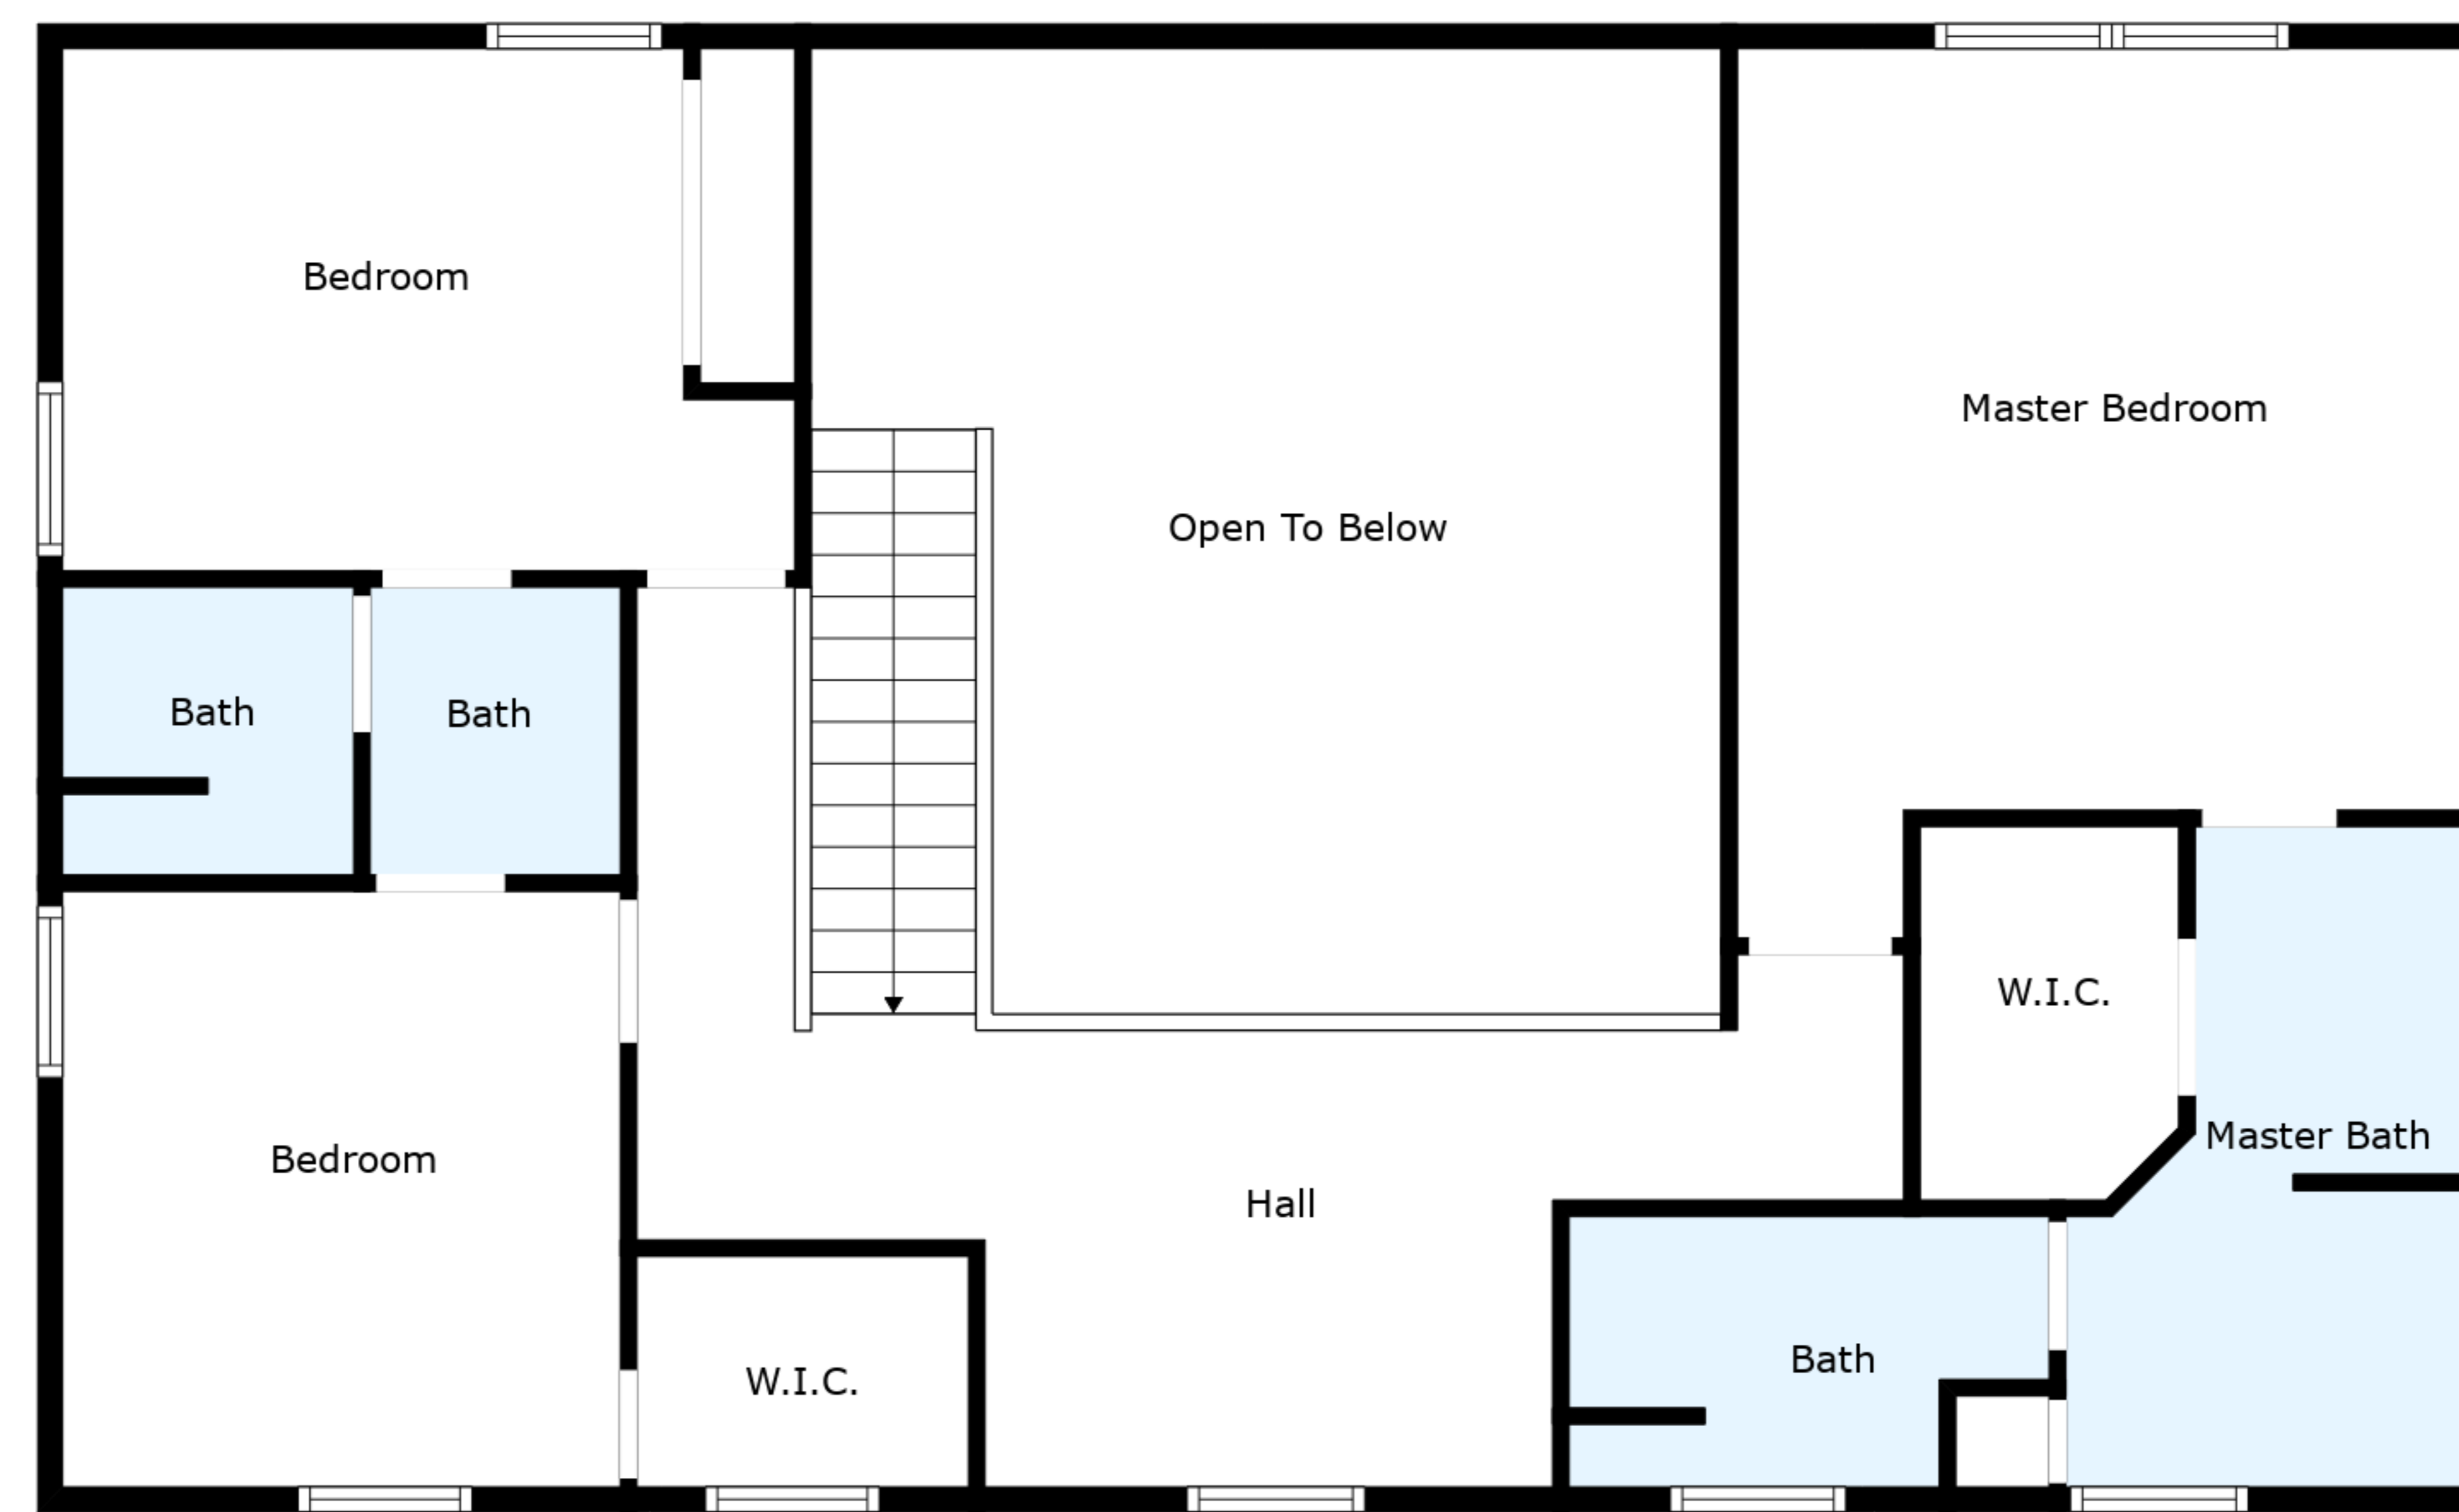 Bedroom
Master Bedroom
Open To Below
Bath
Bath
W.I.C.
Master Bath
Bedroom
Hall
Bath
W.I.C.